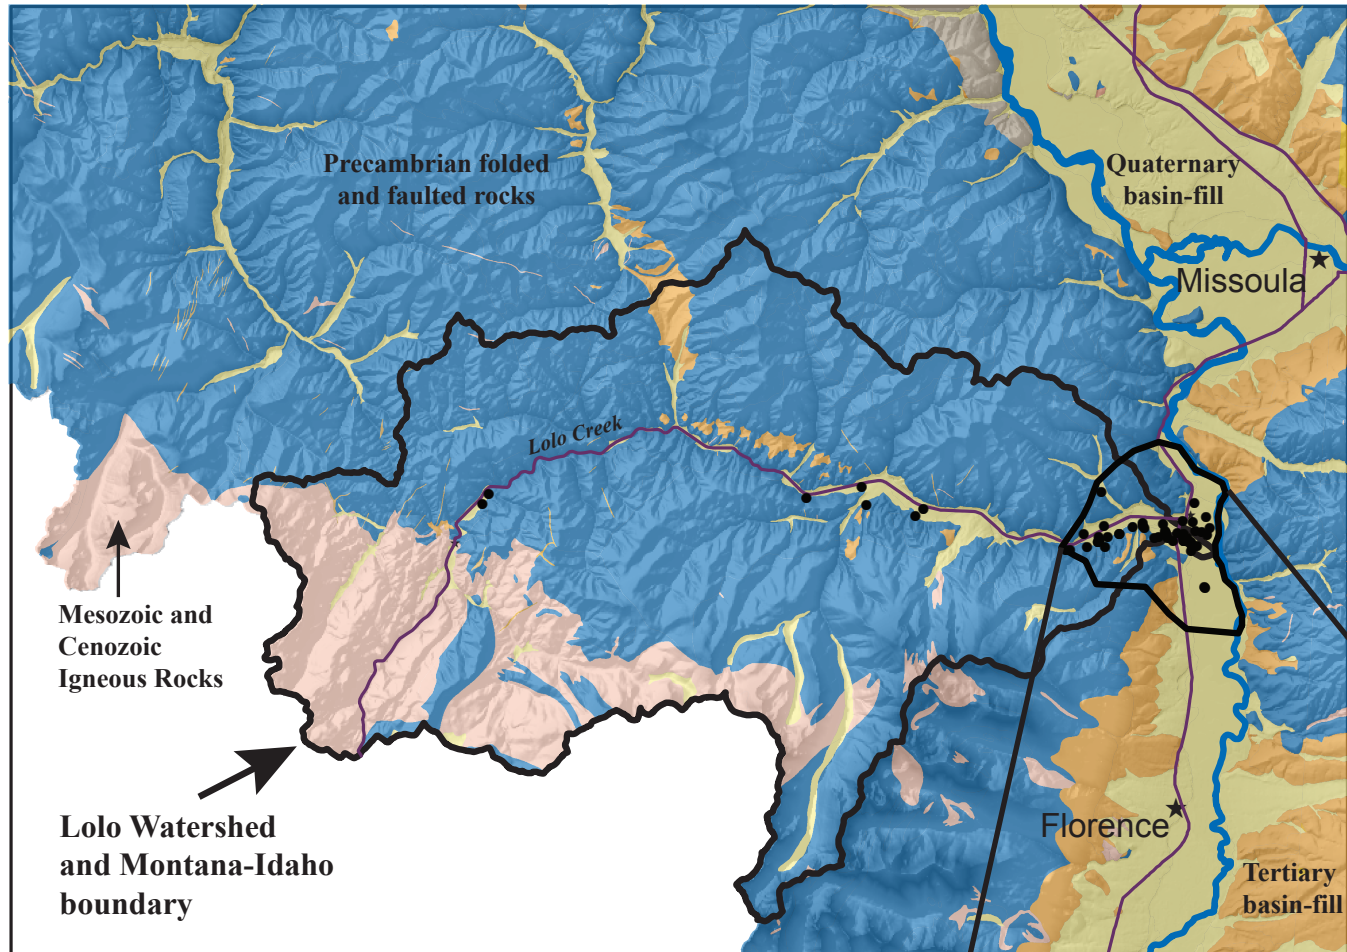 Precambrian folded
and faulted rocks
Quaternary
basin-fill
Missoula
Lolo Creek
Mesozoic and
Cenozoic
Igneous Rocks
Lolo Watershed
and Montana-Idaho
boundary
Florence
Tertiary
basin-fill